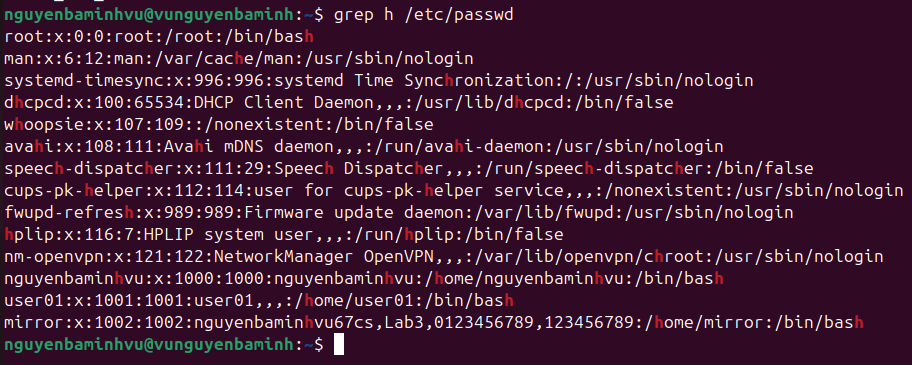 nguyenbaminhvu@vunguyenbaminh:~$ grep h /etc/passwd
root:x:0:0:root:/root:/bin/bash
man:x:6:12:man:/var/cache/man:/usr/sbin/nologin
systemd-timesync:x:996:996:systemd Time Synchronization:/:/usr/sbin/nologin
dhcpcd:x:100:65534:DHCP Client Daemon,,,:/usr/lib/dhcpcd:/bin/false
whoopsie:x:107:109::/nonexistent:/bin/false
avahi:x:108:111:Avahi mDNS daemon,,,:/run/avahi-daemon:/usr/sbin/nologin
speech-dispatcher:x:111:29:Speech Dispatcher,,,:/run/speech-dispatcher:/bin/false
cups-pk-helper:x:112:114:user for cups-pk-helper service,,,:/nonexistent:/usr/sbin/nologin
fwupd-refresh:x:989:989:Firmware update daemon:/var/lib/fwupd:/usr/sbin/nologin
hplip:x:116:7:HPLIP system user,,,:/run/hplip:/bin/false
nm-openvpn:x:121:122:NetworkManager OpenVPN,,,:/var/lib/openvpn/chroot:/usr/sbin/nologin
nguyenbaminhvu:x:1000:1000:nguyenbaminhvu:/home/nguyenbaminhvu:/bin/bash
user01:x:1001:1001:user01,,,:/home/user01:/bin/bash
mirror:x:1002:1002:nguyenbaminhvu67cs,Lab3,0123456789,123456789:/home/mirror:/bin/bash
nguyenbaminhvu@vunguyenbaminh:~$